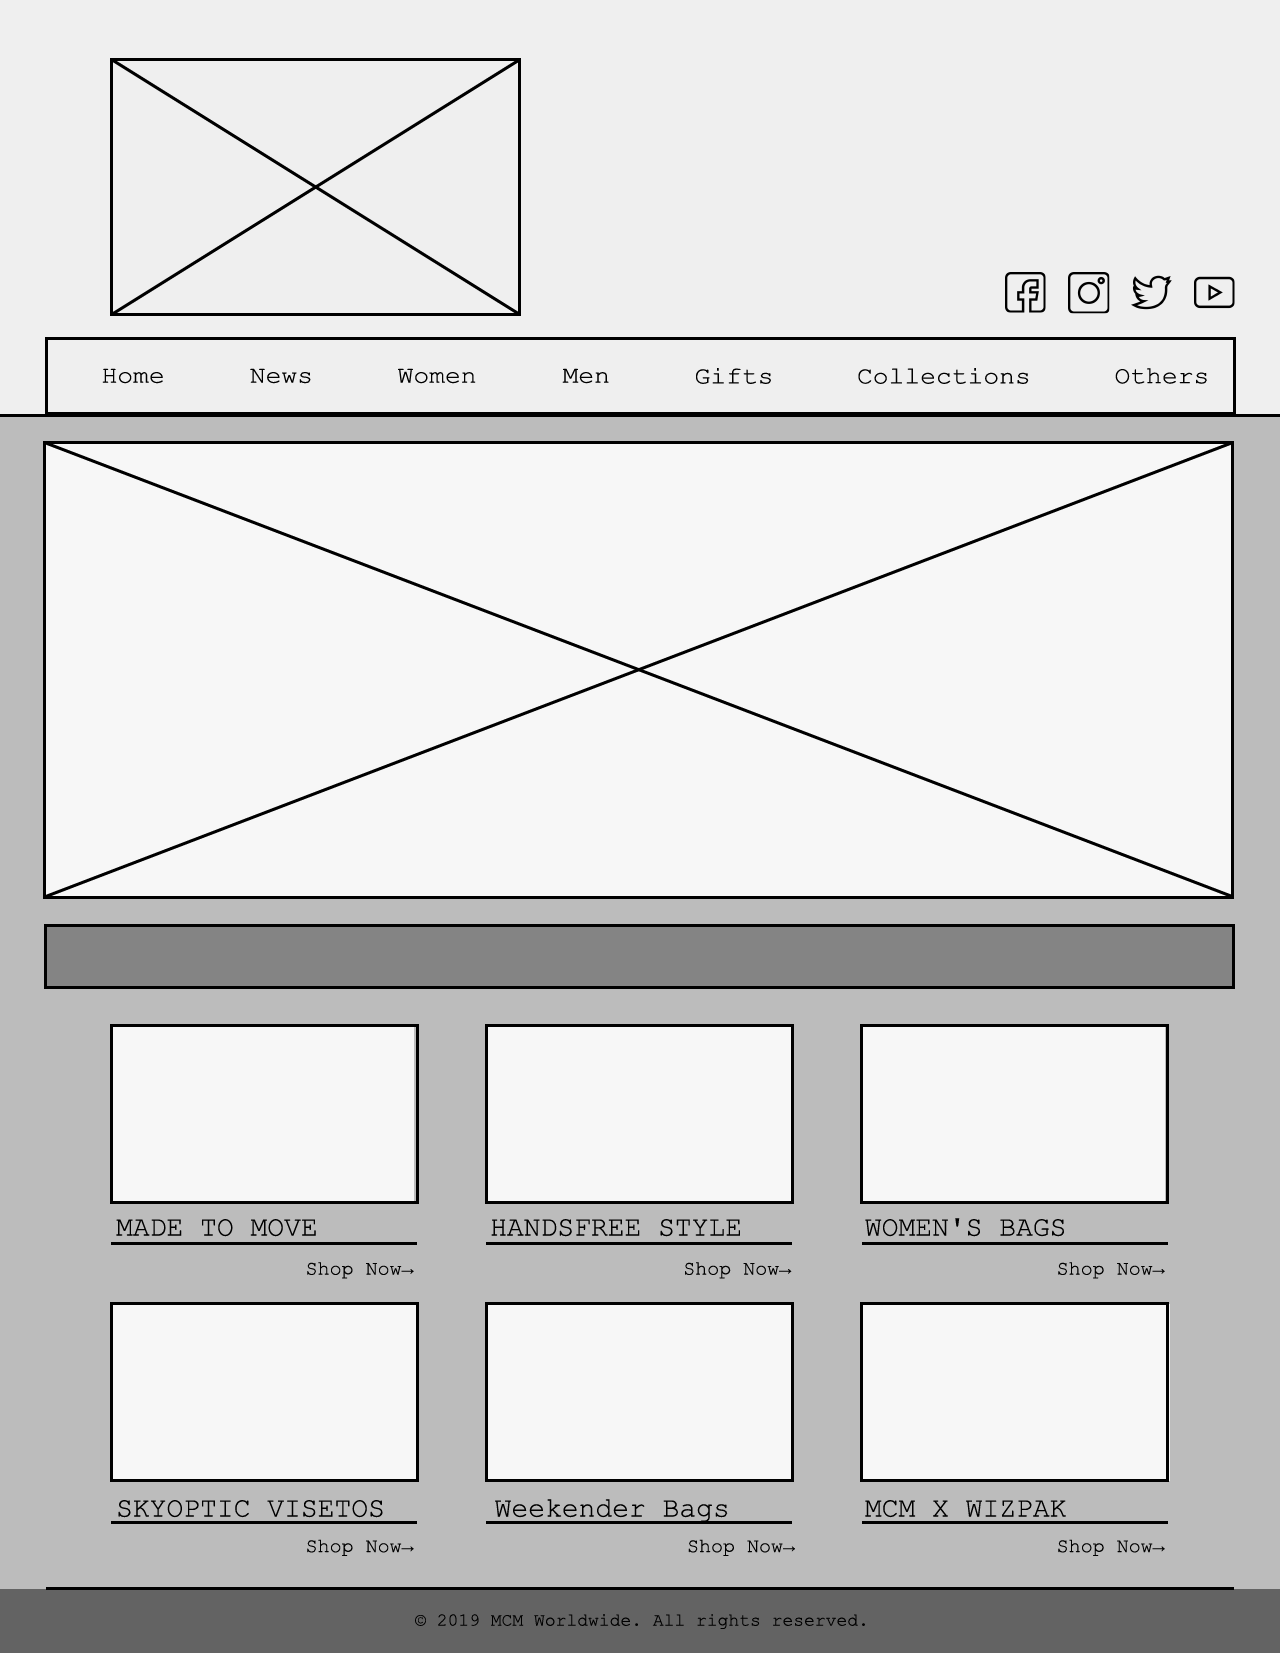 Home News Women Men Gifts Collections Others
MADE TO MOVE HANDSFREE STYLE WOMEN'S BAGS
Shop Now→ Shop Now→ Shop Now→
SKYOPTIC VISETOS Weekender Bags MCM X WIZPAK
Shop Now→ Shop Now→ Shop Now→
© 2019 MCM Worldwide. All rights reserved.